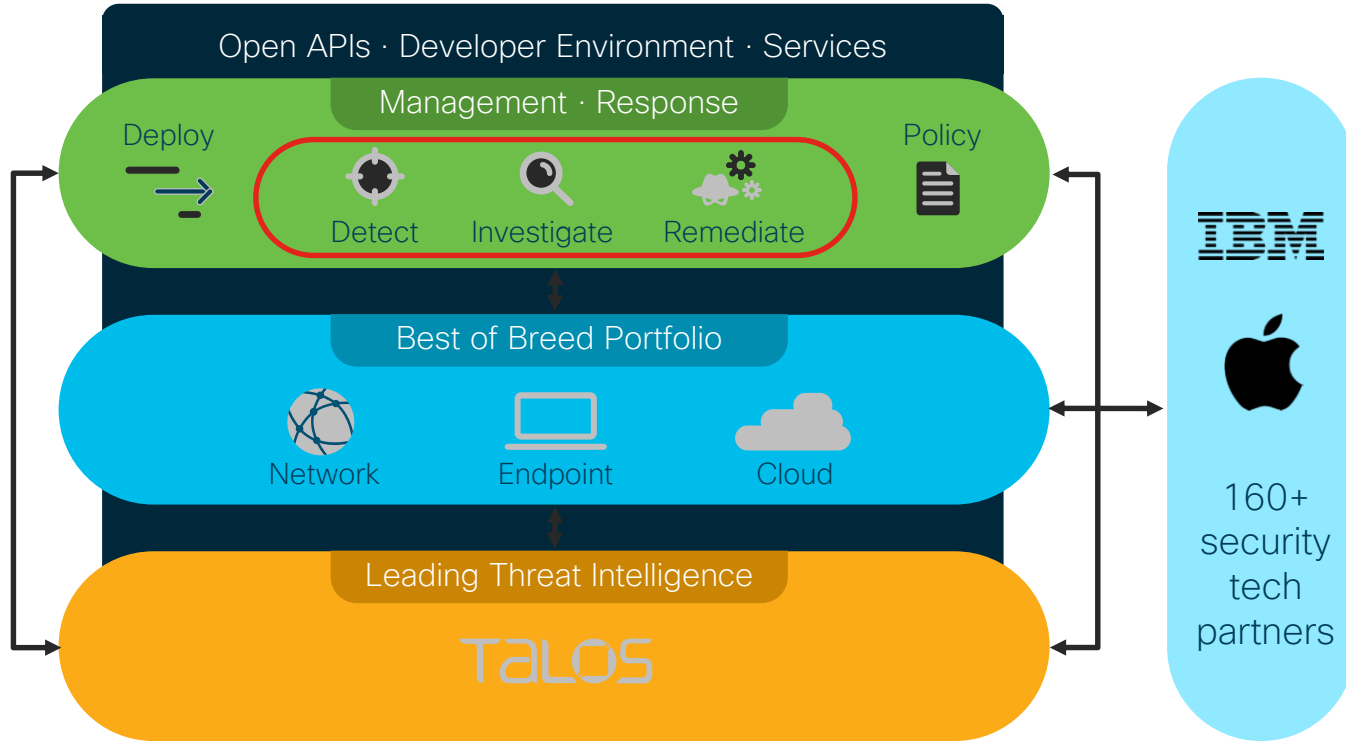 Open APIs · Developer Environment · Services
Management · Response
Deploy
Policy
Detect
Investigate
Remediate
Best of Breed Portfolio
Network
Endpoint
Cloud
Leading Threat Intelligence
TALOS
IBM
160+
security
tech
partners